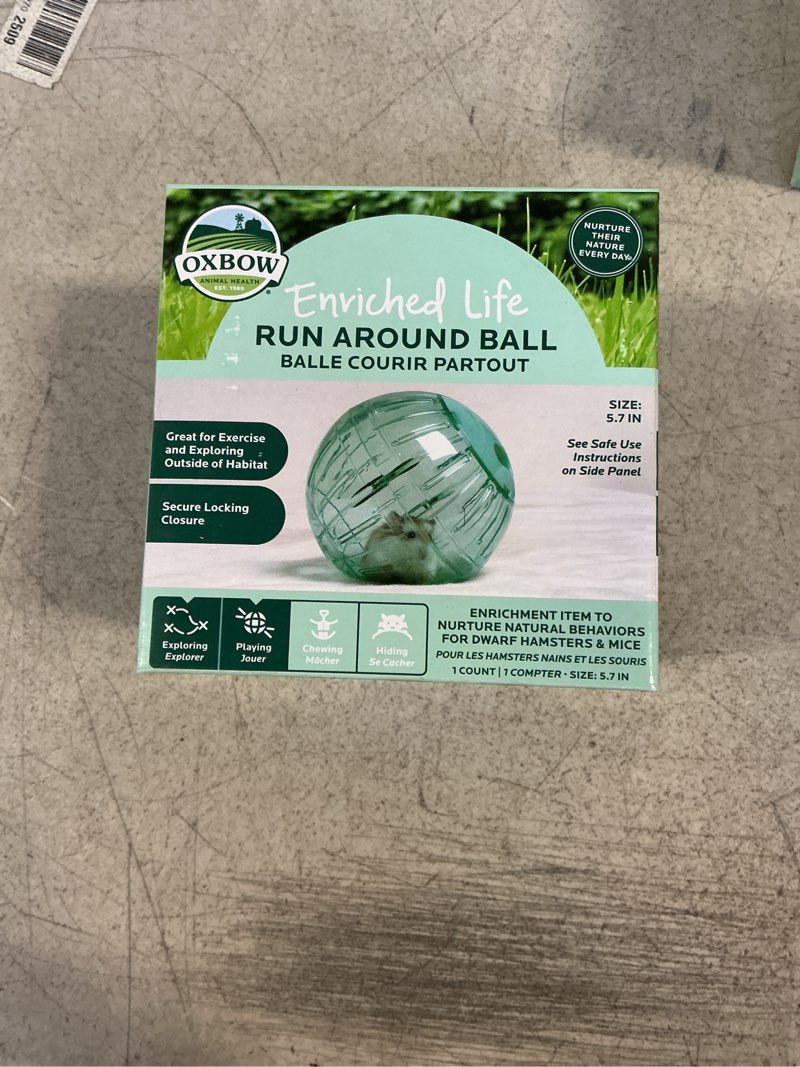 2509
OXBOW
ANIMAL HEALTH
EST. 1980
NURTURE
THEIR
NATURE
EVERY DAY®
Enriched Life
RUN AROUND BALL
BALLE COURIR PARTOUT
SIZE:
5.7 IN
See Safe Use
Instructions
on Side Panel
Great for Exercise
and Exploring
Outside of Habitat
Secure Locking
Closure
Exploring
Explorer
Playing
Jouer
Chewing
Mâcher
Hiding
Se Cacher
ENRICHMENT ITEM TO
NURTURE NATURAL BEHAVIORS
FOR DWARF HAMSTERS & MICE
POUR LES HAMSTERS NAINS ET LES SOURIS
1 COUNT | 1 COMPTER • SIZE: 5.7 IN